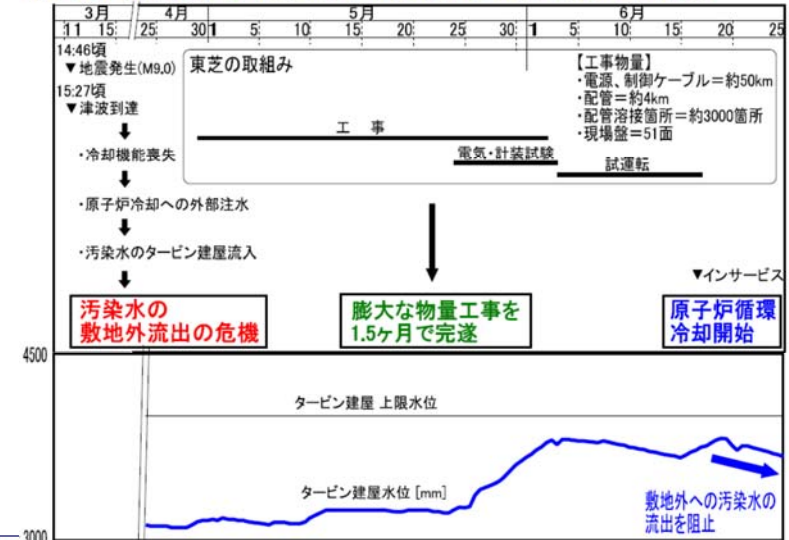 3月 4月 5月 6月
11 15 25 30 1 5 10 15 20 25 30 1 5 10 15 20 25
14:46頃
▼地震発生(M9.0)
15:27頃
▼津波到達
・冷却機能喪失
・原子炉冷却への外部注水
・汚染水のタービン建屋流入
汚染水の
敷地外流出の危機
東芝の取組み
【工事物量】
・電源、制御ケーブル=約50km
・配管=約4km
・配管溶接箇所=約3000箇所
・現場盤=51面
工 事
電気・計装試験
試運転
膨大な物量工事を
1.5ヶ月で完遂
▼インサービス
原子炉循環
冷却開始
4500
タービン建屋 上限水位
タービン建屋水位 [mm]
敷地外への汚染水の
流出を阻止
3000